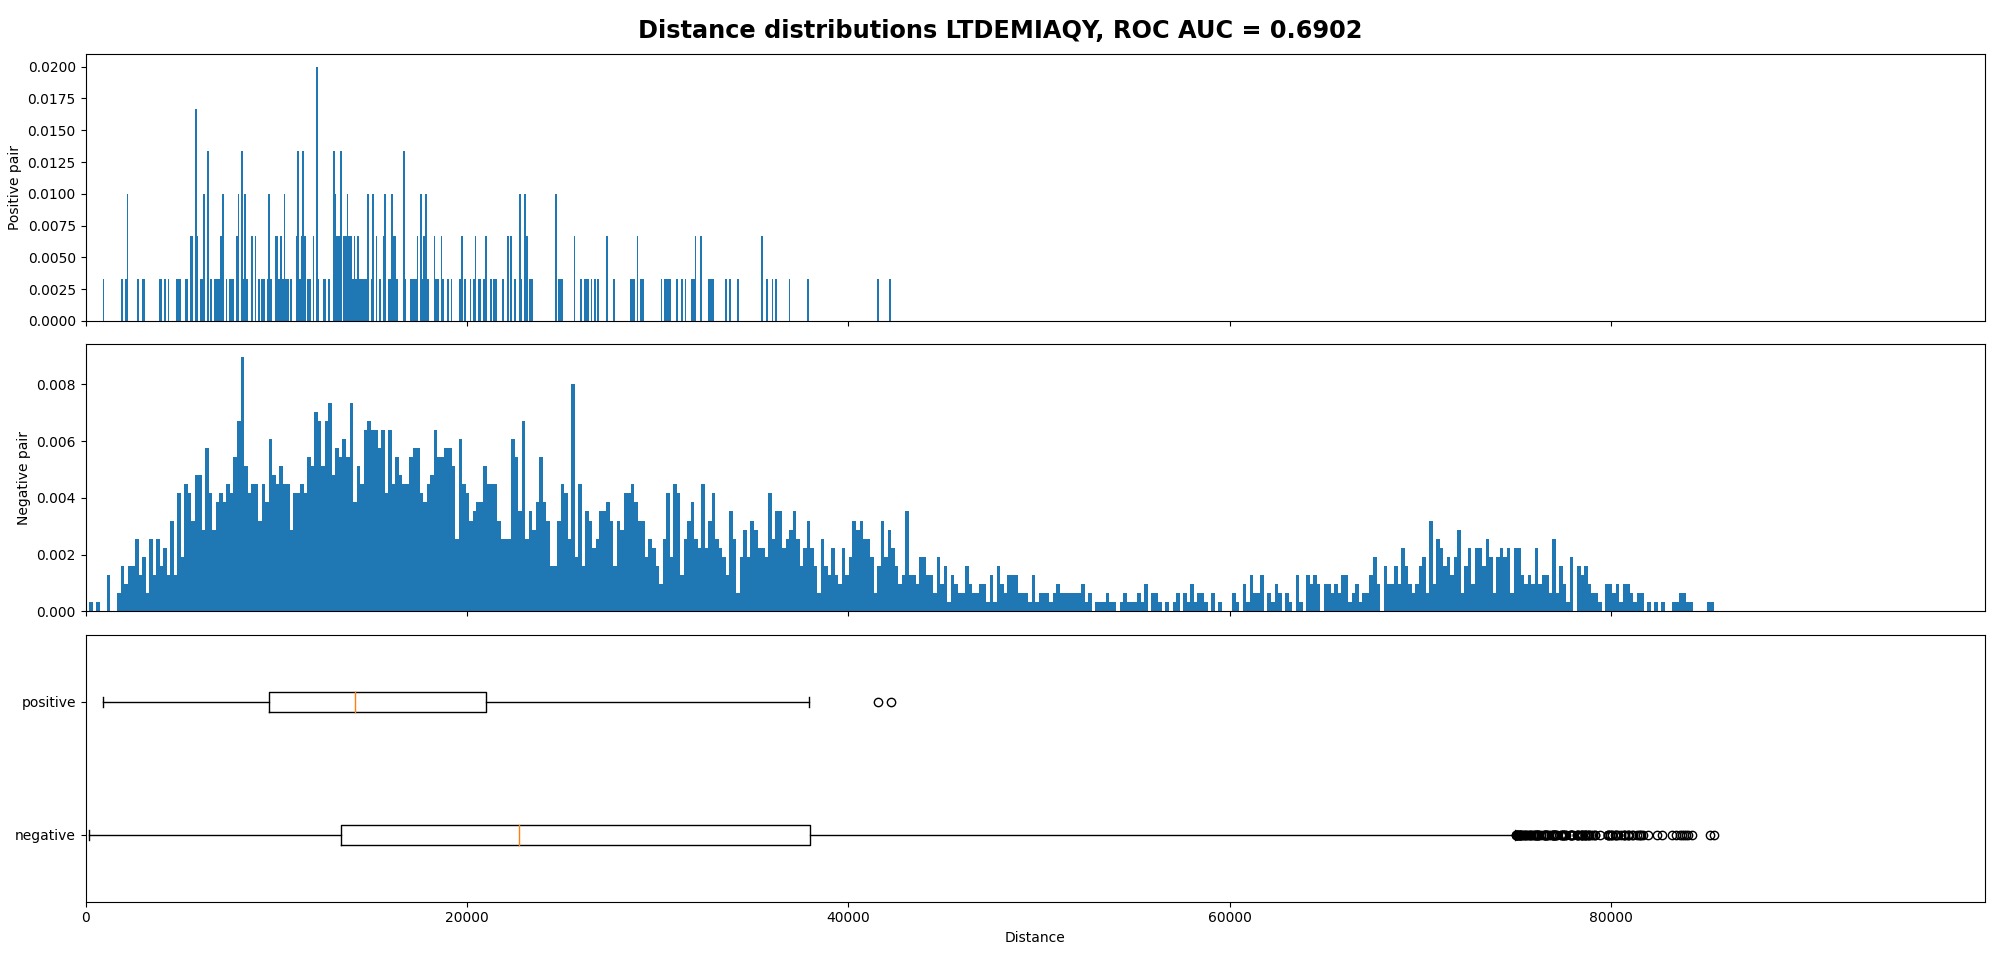 Distance distributions LTDEMIAQY, ROC AUC = 0.6902
0.0200
0.0175
0.0150
0.0125
0.0100
0.0075
0.0050
0.0025
0.0000
Positive pair
0.008
0.006
0.004
0.002
0.000
Negative pair
positive
negative
0 20000 40000 60000 80000
Distance